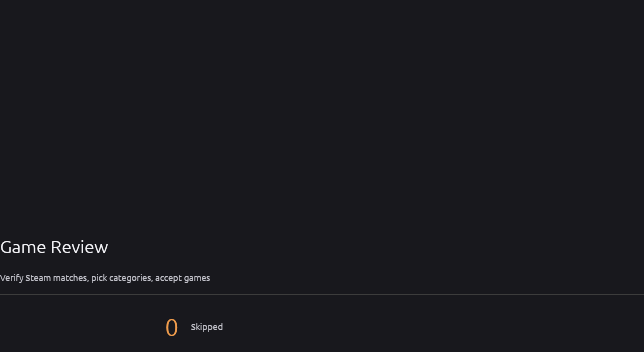 Game Review
Verify Steam matches, pick categories, accept games
0 Skipped